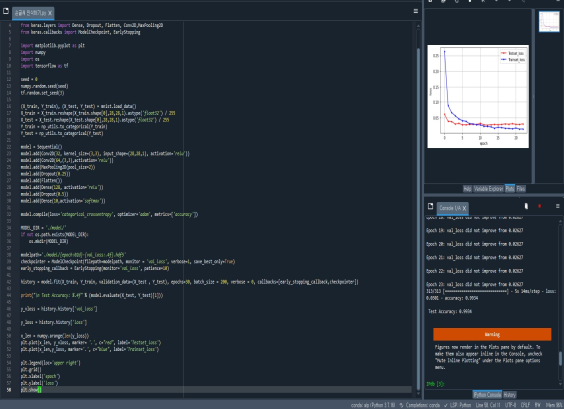 from keras.layers import Dense, Dropout, Flatten, Conv2D,MaxPooling2D
from keras.callbacks import ModelCheckpoint, EarlyStopping
import matplotlib.pyplot as plt
import numpy
import os
import tensorflow as tf
seed = 0
numpy.random.seed(seed)
tf.random.set_seed(3)
(X_train, Y_train), (X_test, Y_test) = mnist.load_data()
X_train = X_train.reshape(X_train.shape[0],28,28,1).astype('float32') / 255
X_test = X_test.reshape(X_test.shape[0],28,28,1).astype('float32') / 255
Y_train = np_utils.to_categorical(Y_train)
Y_test = np_utils.to_categorical(Y_test)
model = Sequential()
model.add(Conv2D(32, kernel_size=(3,3), input_shape=(28,28,1), activation='relu'))
model.add(Conv2D(64,(3,3),activation='relu'))
model.add(MaxPooling2D(pool_size=2))
model.add(Dropout(0.25))
model.add(Flatten())
model.add(Dense(128, activation='relu'))
model.add(Dropout(0.5))
model.add(Dense(10,activation='softmax'))
model.compile(loss='categorical_crossentropy', optimizer='adam', metrics=['accuracy'])
MODEL_DIR = './model/'
if not os.path.exists(MODEL_DIR):
os.mkdir(MODEL_DIR)
checkpointer = ModelCheckpoint(filepath=modelpath, monitor = 'val_loss', verbose=1, save_best_only=True)
early_stopping_callback = EarlyStopping(monitor='val_loss', patience=10)
history = model.fit(X_train, Y_train, validation_data=(X_test , Y_test), epochs=30, batch_size = 200, verbose = 0, callbacks=[early_stopping_callback,checkpointer])
print("\n Test Accuracy: %.4f" % (model.evaluate(X_test, Y_test)[1]))
y_vloss = history.history['val_loss']
y_loss = history.history['loss']
x_len = numpy.arange(len(y_loss))
plt.plot(x_len, y_vloss, marker= '.', c="red", label='Testset_loss')
plt.plot(x_len,y_loss, marker='.', c="blue", label='Trainset_loss')
plt.legend(loc='upper right')
plt.grid()
plt.xlabel('epoch')
plt.ylabel('loss')
plt.show()
Testset_loss
Trainset_loss
Help Variable Explorer Plots Files
Console 1/A
Epoch 19: val_loss did not improve from 0.02627
Epoch 20: val_loss did not improve from 0.02627
Epoch 21: val_loss did not improve from 0.02627
Epoch 22: val_loss did not improve from 0.02627
Epoch 23: val_loss did not improve from 0.02627
Test Accuracy: 0.9934
Warning
Figures now render in the Plots pane by default. To
make them also appear inline in the Console, uncheck
"Mute Inline Plotting" under the Plots pane options
menu.
IPython Console History